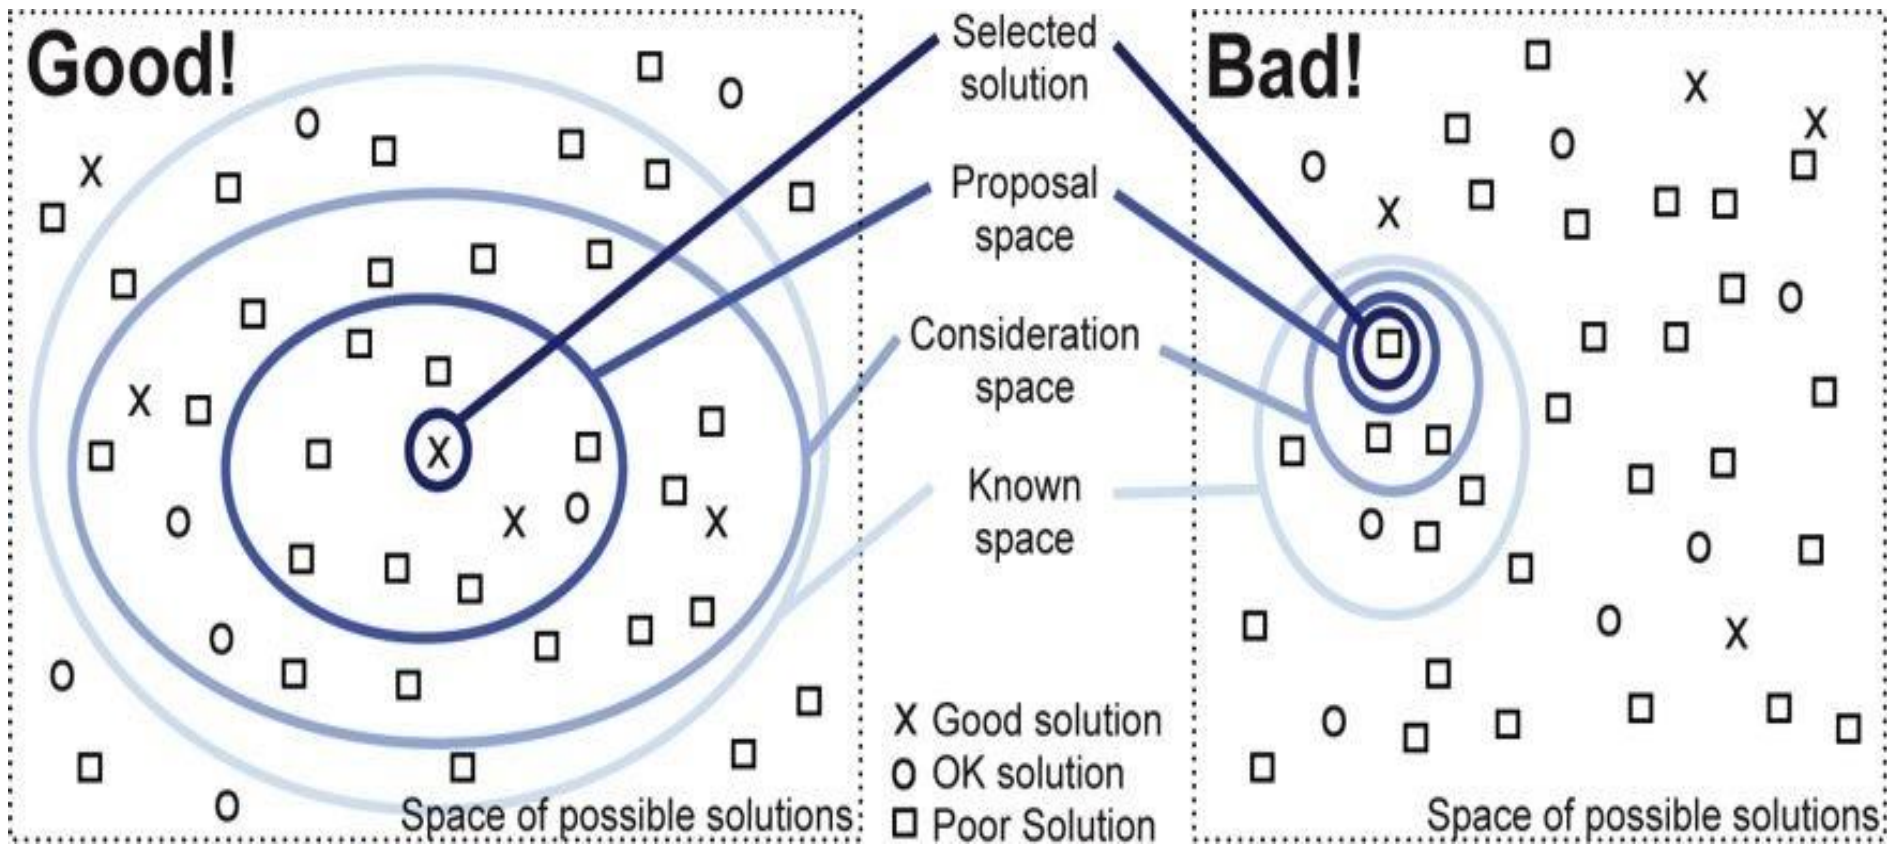 Good!
Selected
solution
Bad!
Proposal
space
Consideration
space
Known
space
X Good solution
O OK solution
Poor Solution
Space of possible solutions
Space of possible solutions